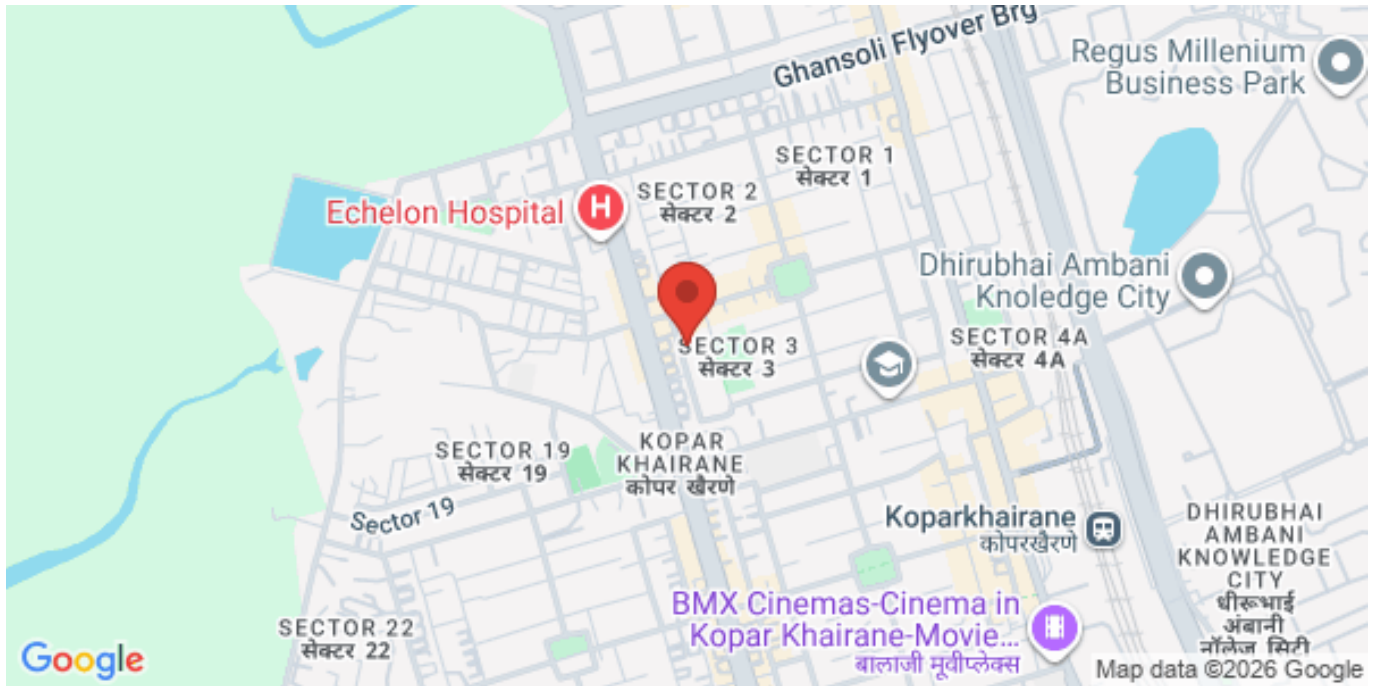 Ghansoli Flyover Brg
Regus Millenium
Business Park
SECTOR 1
सेक्टर 1
SECTOR 2
सेक्टर 2
Echelon Hospital
H
Dhirubhai Ambani
Knoledge City
SECTOR 3
सेक्टर 3
SECTOR 4A
सेक्टर 4A
KOPAR
KHAIRANE
कोपर खैरणे
SECTOR 19
सेक्टर 19
Sector 19
Koparkhairane
कोपरखैरणे
DHIRUBHAI
AMBANI
KNOWLEDGE
CITY
धीरूभाई
अंबानी
नॉलेज सिटी
BMX Cinemas-Cinema in
Kopar Khairane-Movie...
बालाजी मूवीप्लेक्स
SECTOR 22
सेक्टर 22
Google
Map data ©2026 Google